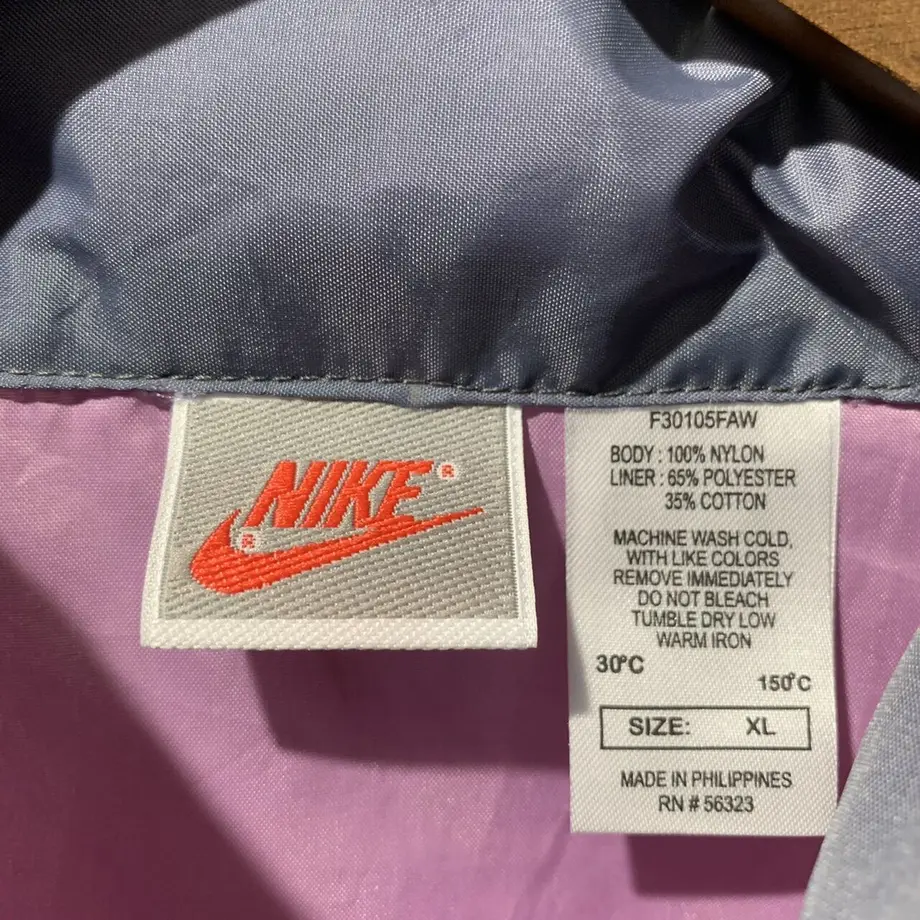 NIKE®
®
F30105FAW
BODY : 100% NYLON
LINER : 65% POLYESTER
35% COTTON
MACHINE WASH COLD,
WITH LIKE COLORS
REMOVE IMMEDIATELY
DO NOT BLEACH
TUMBLE DRY LOW
WARM IRON
30°C
150°C
SIZE: XL
MADE IN PHILIPPINES
RN # 56323